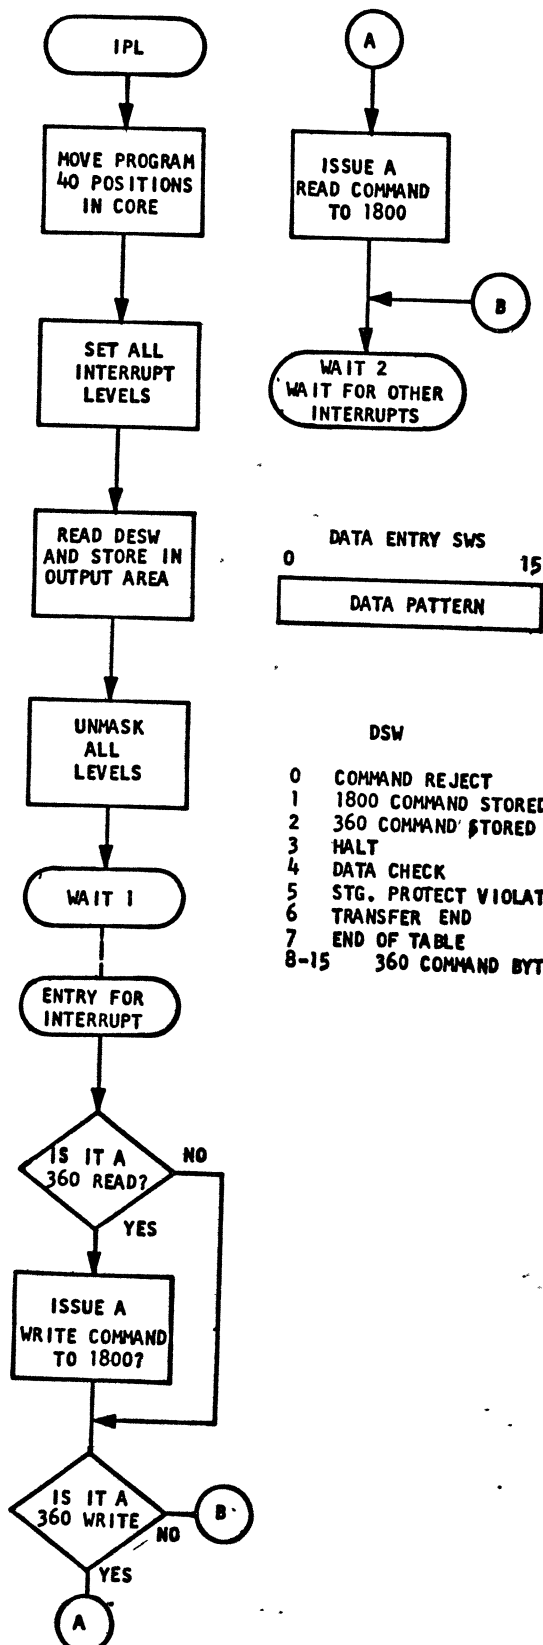 IPL
MOVE PROGRAM
40 POSITIONS
IN CORE
SET ALL
INTERRUPT
LEVELS
READ DESW
AND STORE IN
OUTPUT AREA
UNMASK
ALL
LEVELS
WAIT 1
ENTRY FOR
INTERRUPT
IS IT A
360 READ?
NO
YES
ISSUE A
WRITE COMMAND
TO 1800?
IS IT A
360 WRITE
NO
B
YES
A
A
ISSUE A
READ COMMAND
TO 1800
B
WAIT 2
WAIT FOR OTHER
INTERRUPTS
DATA ENTRY SWS
0 15
DATA PATTERN
DSW
0 COMMAND REJECT
1 1800 COMMAND STORED
2 360 COMMAND STORED
3 HALT
4 DATA CHECK
5 STG. PROTECT VIOLAT
6 TRANSFER END
7 END OF TABLE
8-15 360 COMMAND BYT